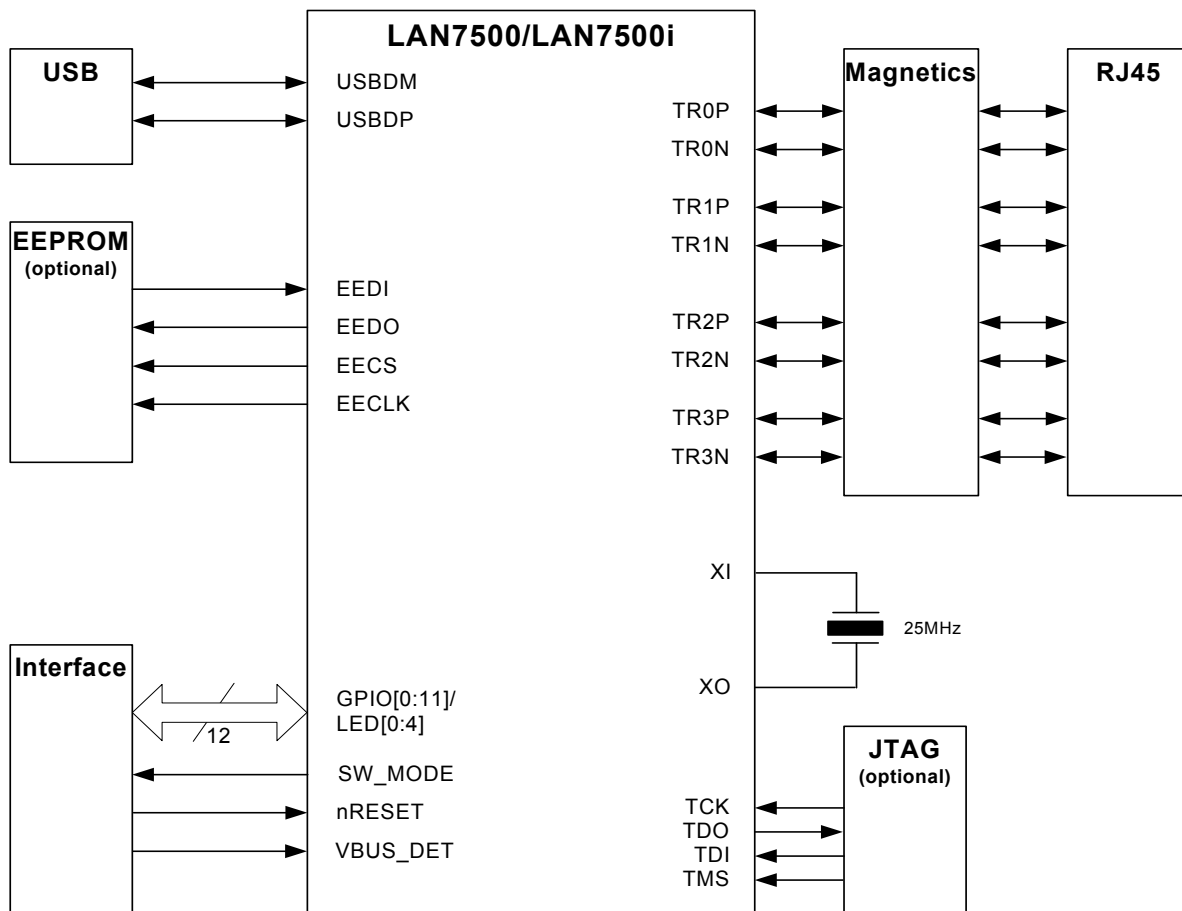 LAN7500/LAN7500i
USB
USBDM
USBDP
EEPROM
(optional)
EEDI
EEDO
EECS
EECLK
Interface
GPIO[0:11]/
LED[0:4]
12
SW_MODE
nRESET
VBUS_DET
Magnetics
RJ45
TR0P
TR0N
TR1P
TR1N
TR2P
TR2N
TR3P
TR3N
XI
25MHz
XO
JTAG
(optional)
TCK
TDO
TDI
TMS